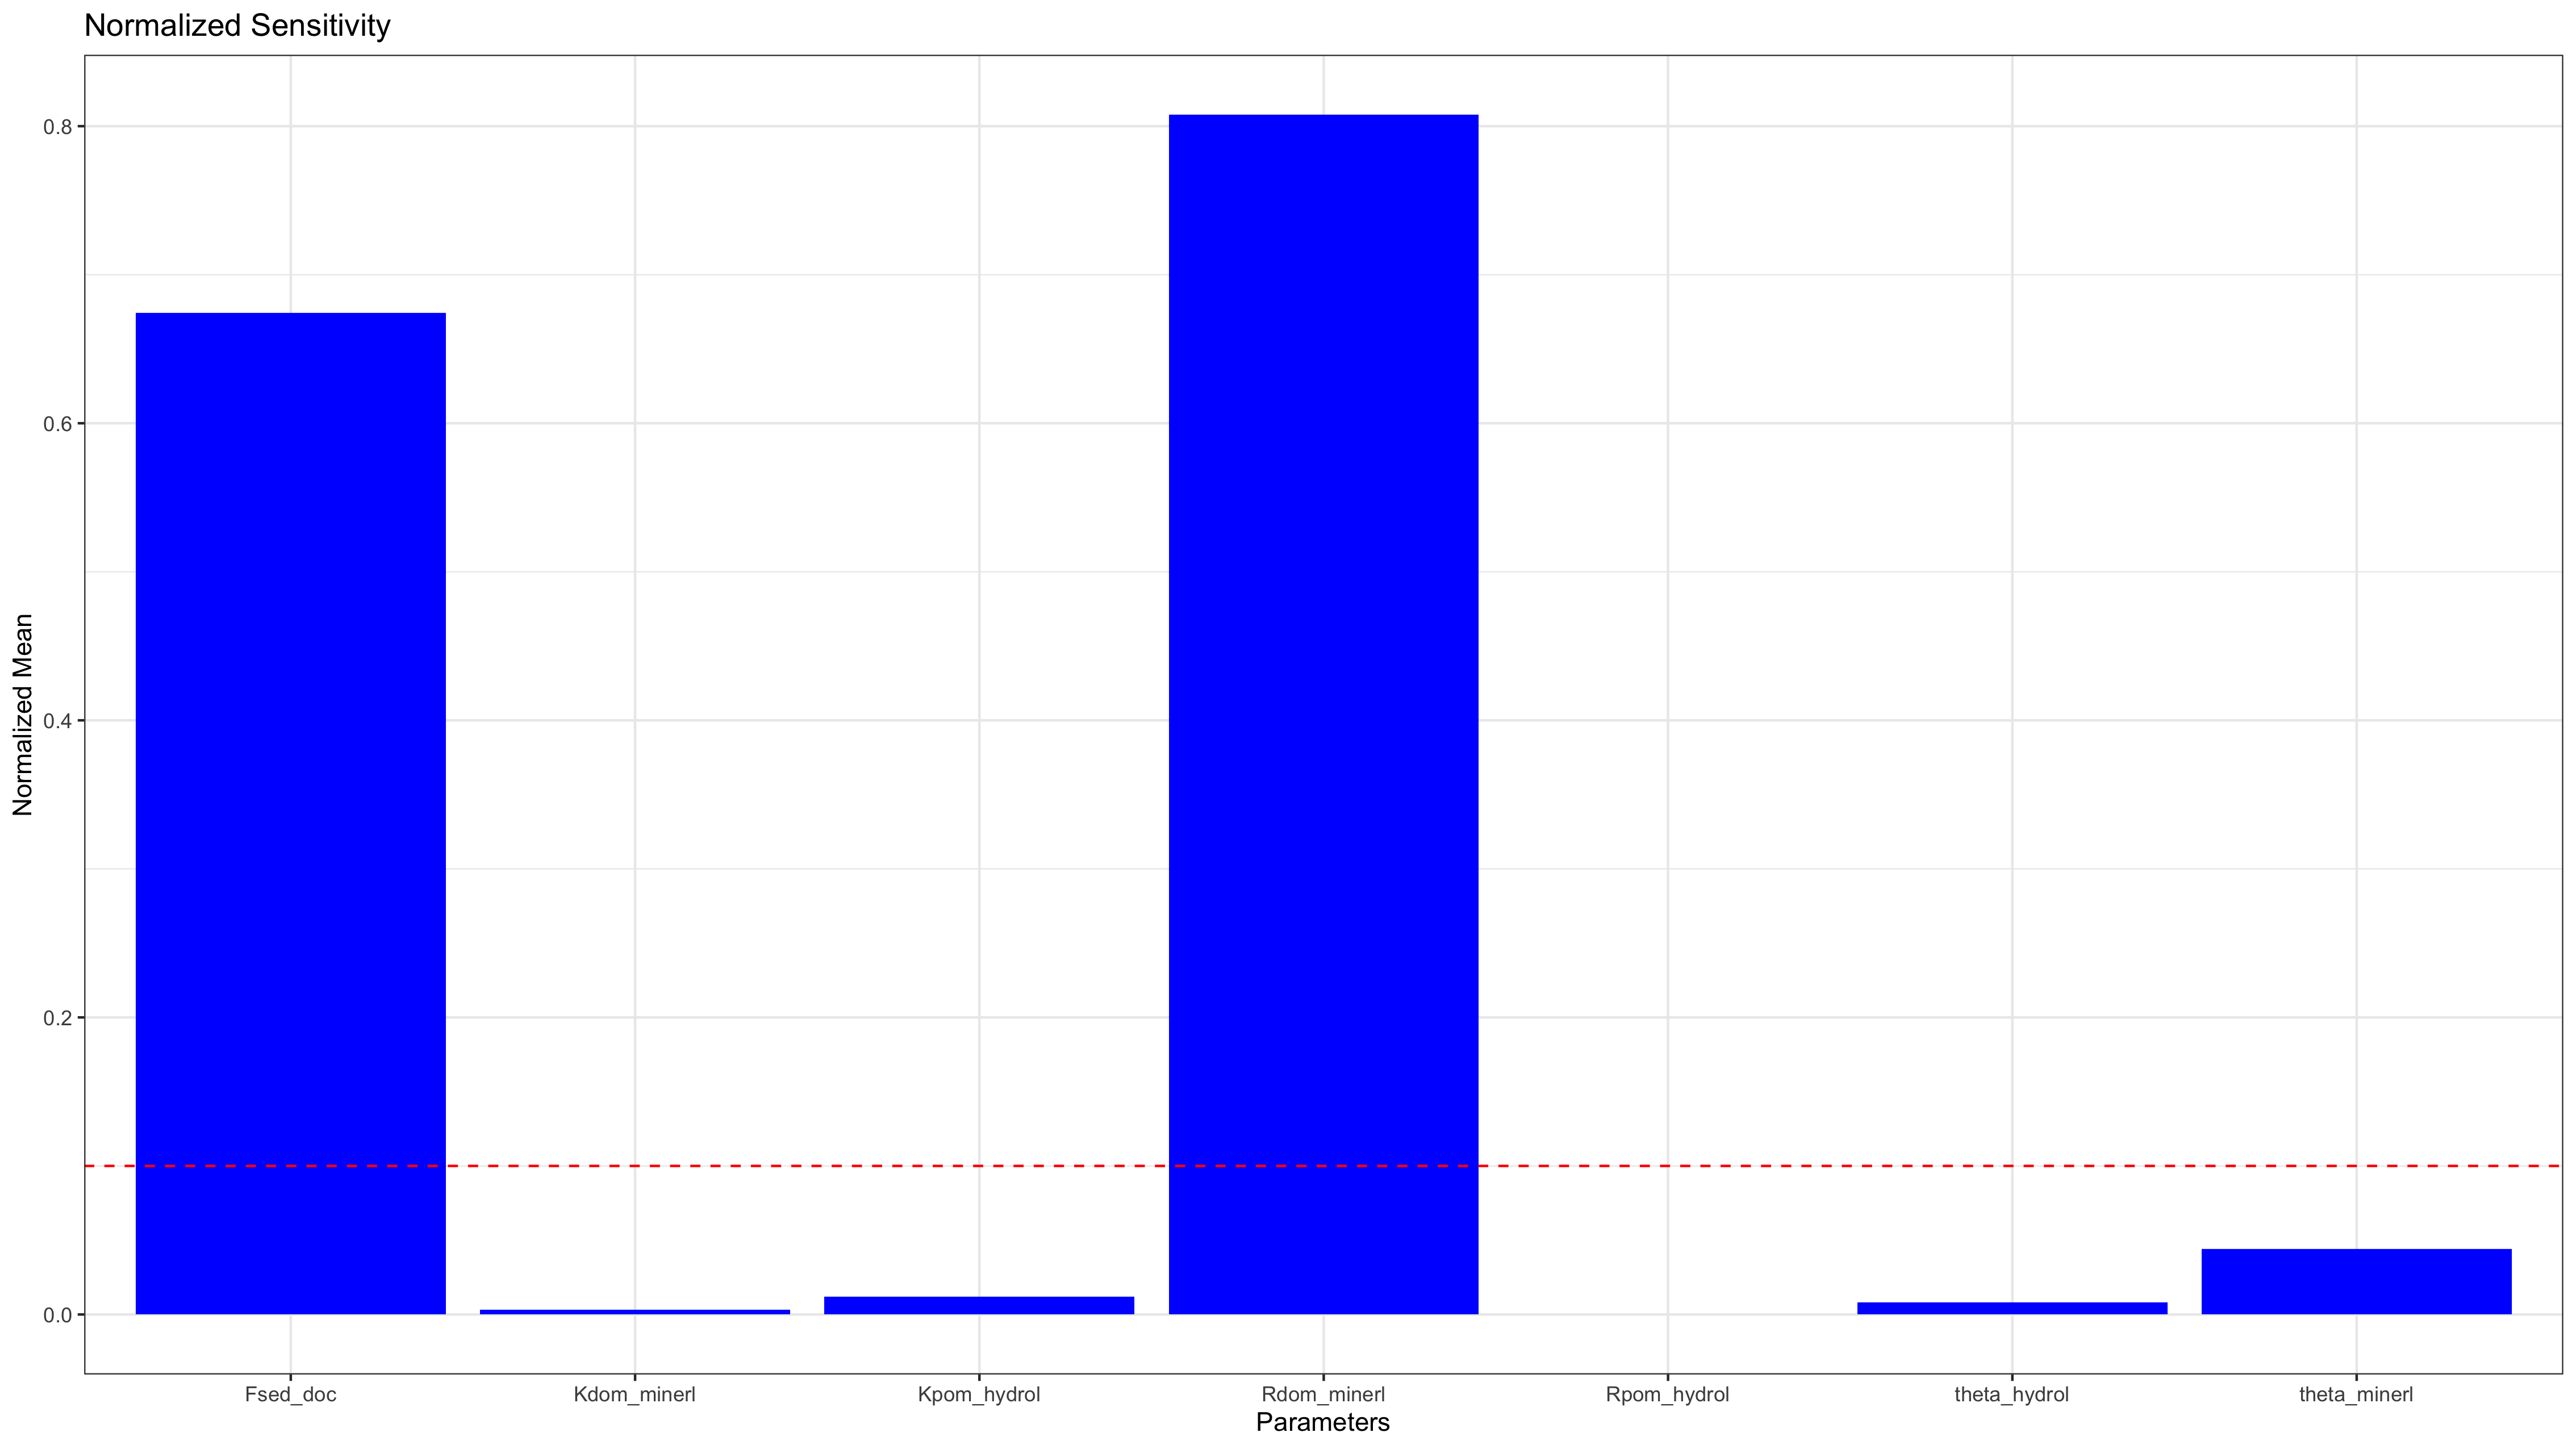 Normalized Sensitivity
Normalized Mean
0.8
0.6
0.4
0.2
0.0
Fsed_doc Kdom_minerl Kpom_hydrol Rdom_minerl Rpom_hydrol theta_hydrol theta_minerl
Parameters